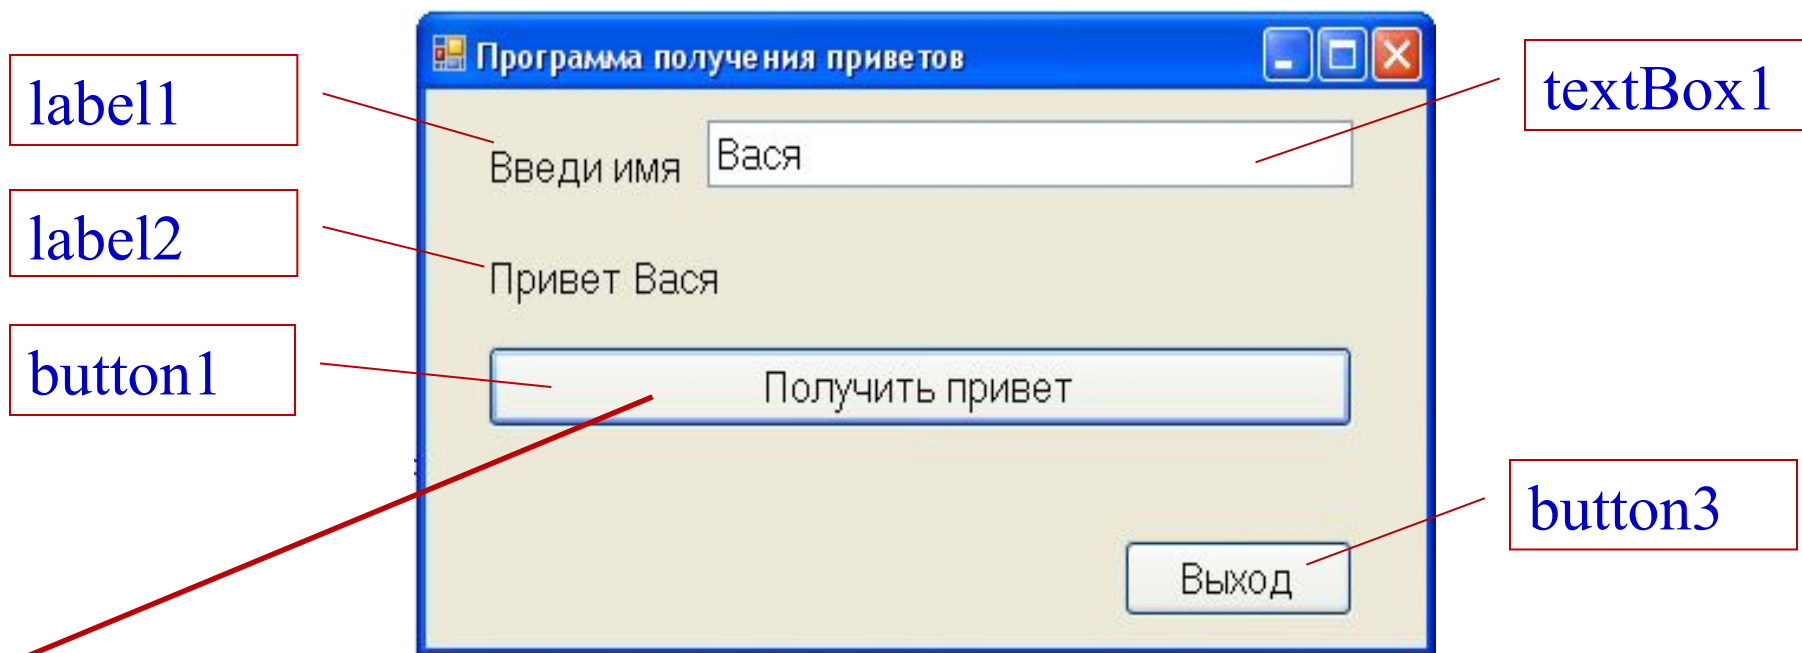 Программа получения приветов
label1
textBox1
Введи имя
Вася
label2
Привет Вася
button1
Получить привет
button3
Выход